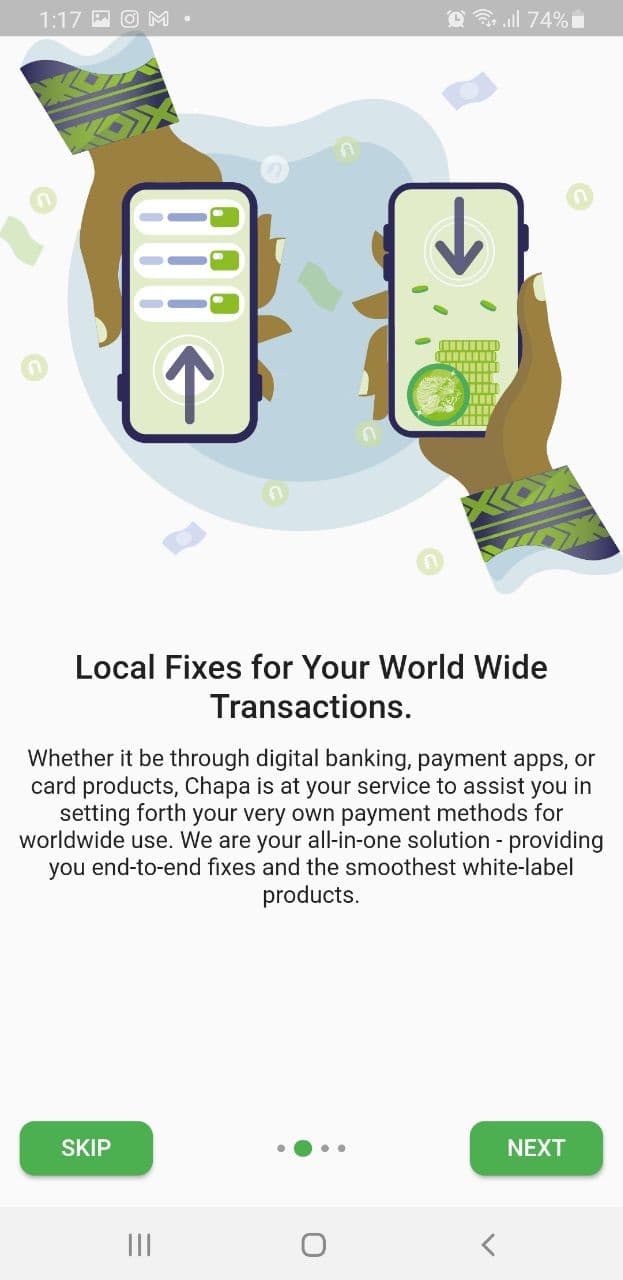 1:17
74%
Local Fixes for Your World Wide
Transactions.
Whether it be through digital banking, payment apps, or
card products, Chapa is at your service to assist you in
setting forth your very own payment methods for
worldwide use. We are your all-in-one solution - providing
you end-to-end fixes and the smoothest white-label
products.
SKIP
NEXT